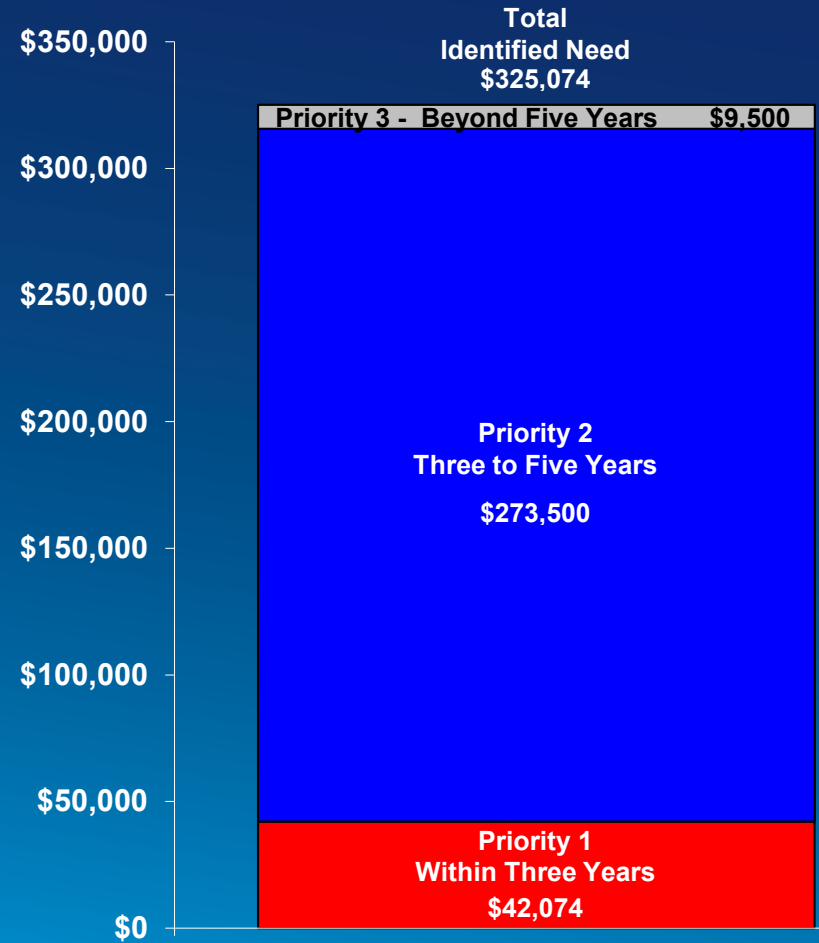 Total
Identified Need
$325,074
$350,000
$300,000
$250,000
$200,000
$150,000
$100,000
$50,000
$0
Priority 3 -  Beyond Five Years $9,500
Priority 2
Three to Five Years
$273,500
Priority 1
Within Three Years
$42,074